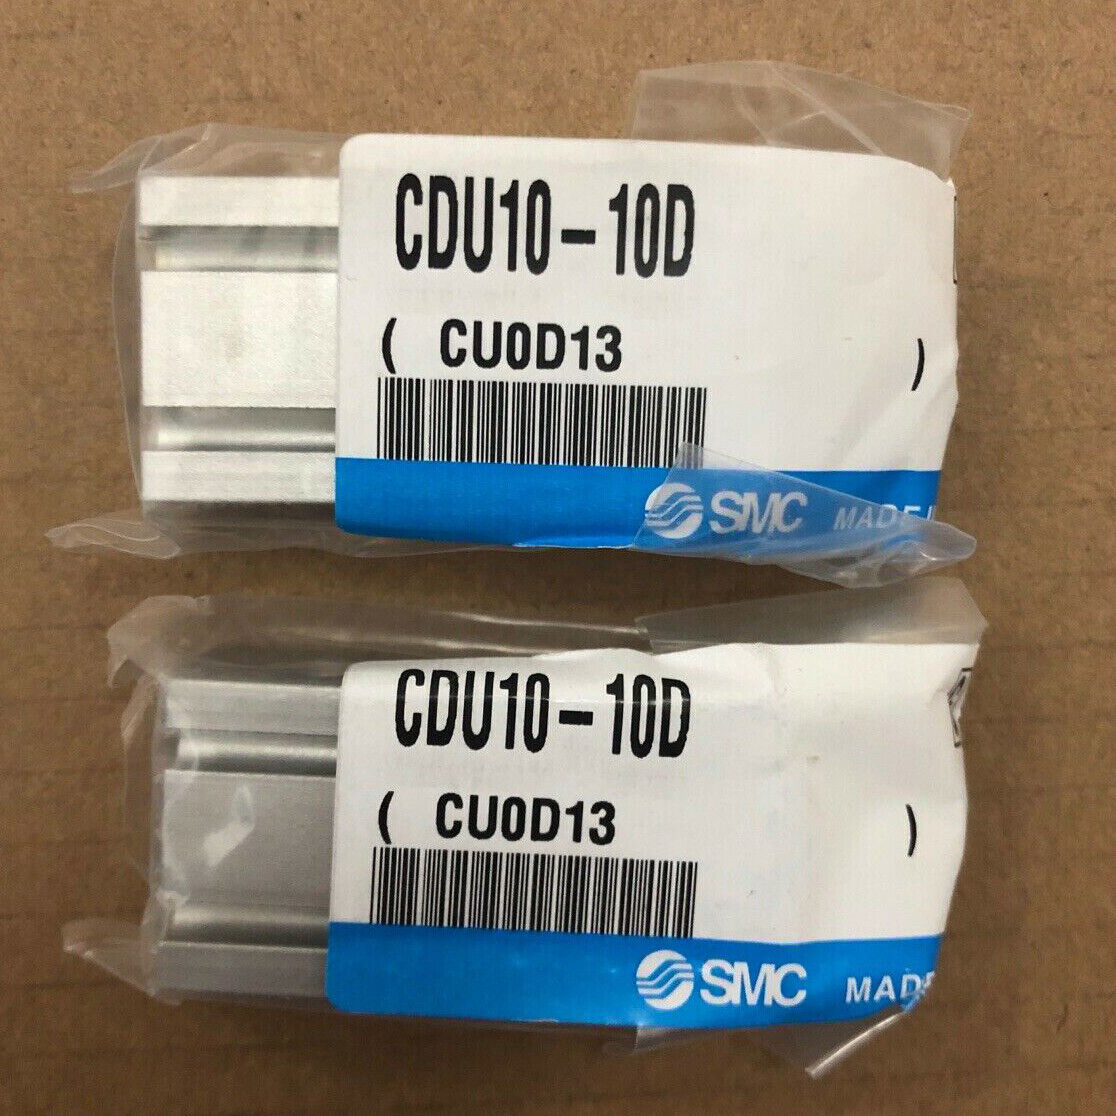 CDU10-10D
( CU0D13 )
SMC MADE
CDU10-10D
( CU0D13 )
SMC MADE